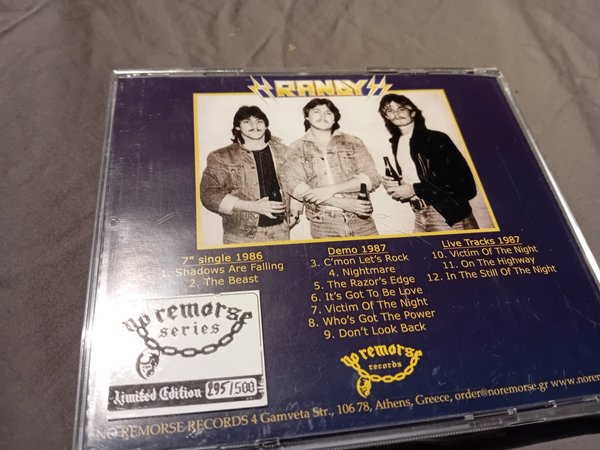 RANDY
7" single 1986
1. Shadows Are Falling
2. The Beast
Demo 1987
3. C'mon Let's Rock
4. Nightmare
5. The Razor's Edge
6. It's Got To Be Love
7. Victim Of The Night
8. Who's Got The Power
9. Don't Look Back
Live Tracks 1987
10. Victim Of The Night
11. On The Highway
12. In The Still Of The Night
no remorse
series
Limited Edition 295/500
no remorse
records
NO REMORSE RECORDS 4 Gamveta Str., 106 78, Athens, Greece, order@noremorse.gr www.norem